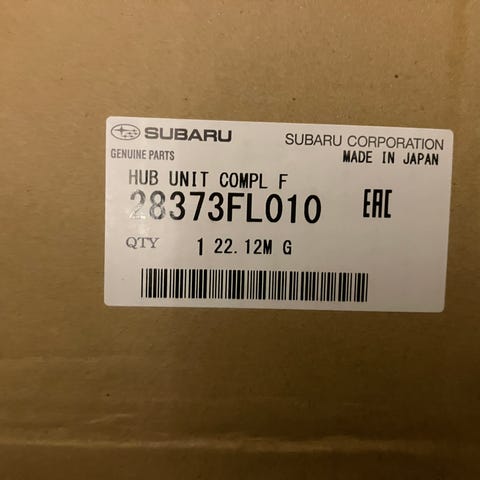 SUBARU
SUBARU CORPORATION
GENUINE PARTS
MADE IN JAPAN
HUB UNIT COMPL F
28373FL010
EAC
QTY 1 22.12M G